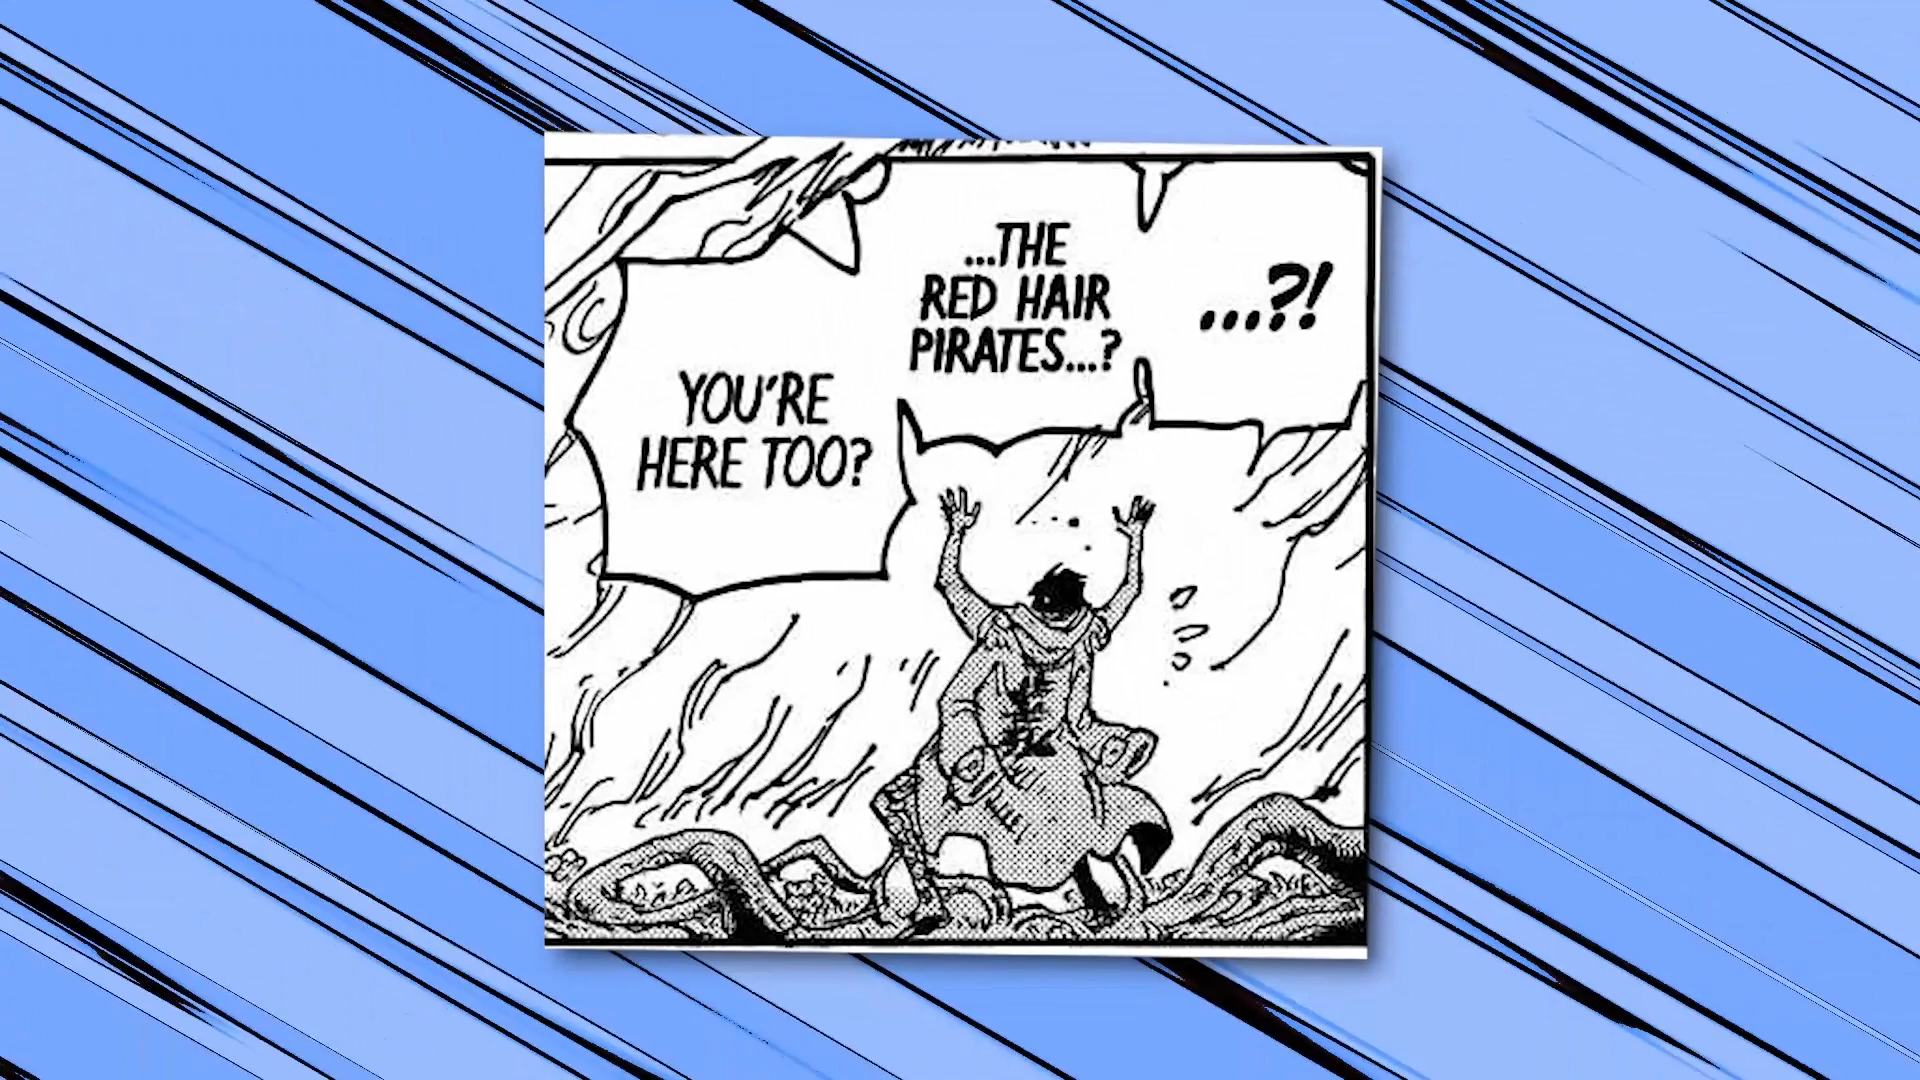 ...?!
...THE
RED HAIR
PIRATES...?
YOU'RE
HERE TOO?